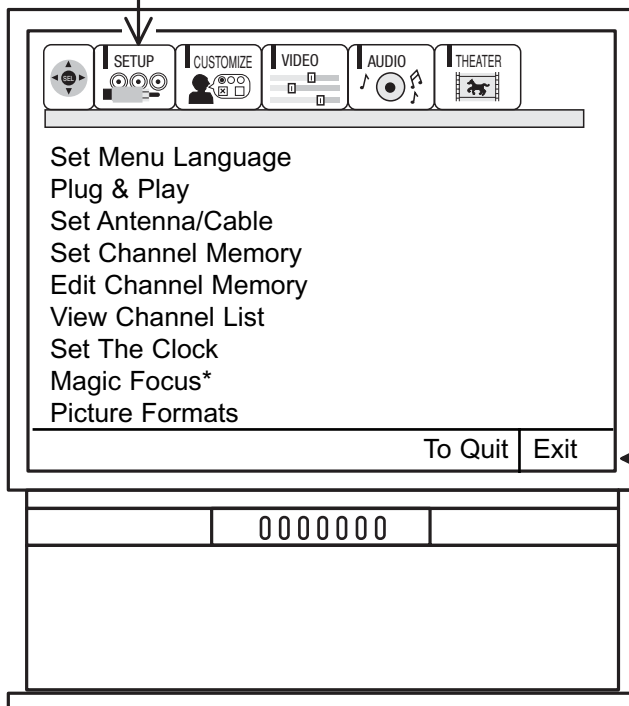 SEL SETUP CUSTOMIZE VIDEO AUDIO THEATER
Set Menu Language
Plug & Play
Set Antenna/Cable
Set Channel Memory
Edit Channel Memory
View Channel List
Set The Clock
Magic Focus*
Picture Formats
To Quit Exit